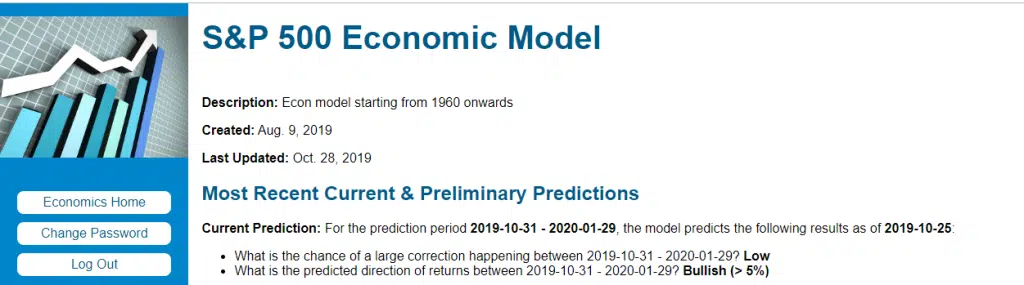 S&P 500 Economic Model
Description: Econ model starting from 1960 onwards
Created: Aug. 9, 2019
Last Updated: Oct. 28, 2019
Economics Home
Change Password
Log Out
Most Recent Current & Preliminary Predictions
Current Prediction: For the prediction period 2019-10-31 - 2020-01-29, the model predicts the following results as of 2019-10-25:
• What is the chance of a large correction happening between 2019-10-31 - 2020-01-29? Low
• What is the predicted direction of returns between 2019-10-31 - 2020-01-29? Bullish (> 5%)